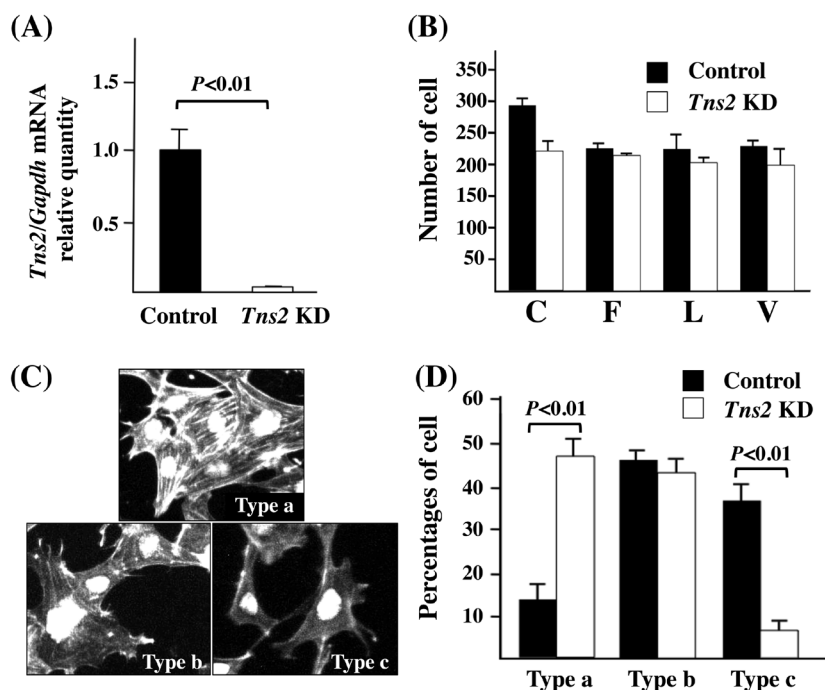 (A)
Tns2/Gapdh mRNA
relative quantity
1.5
1.0
0.5
P<0.01
Control Tns2 KD
(B)
Number of cell
350
300
250
200
150
100
50
Control
Tns2 KD
C F L V
(C)
Type a
Type b
Type c
(D)
Percentages of cell
60
50
40
30
20
10
Control
Tns2 KD
P<0.01
P<0.01
Type a Type b Type c